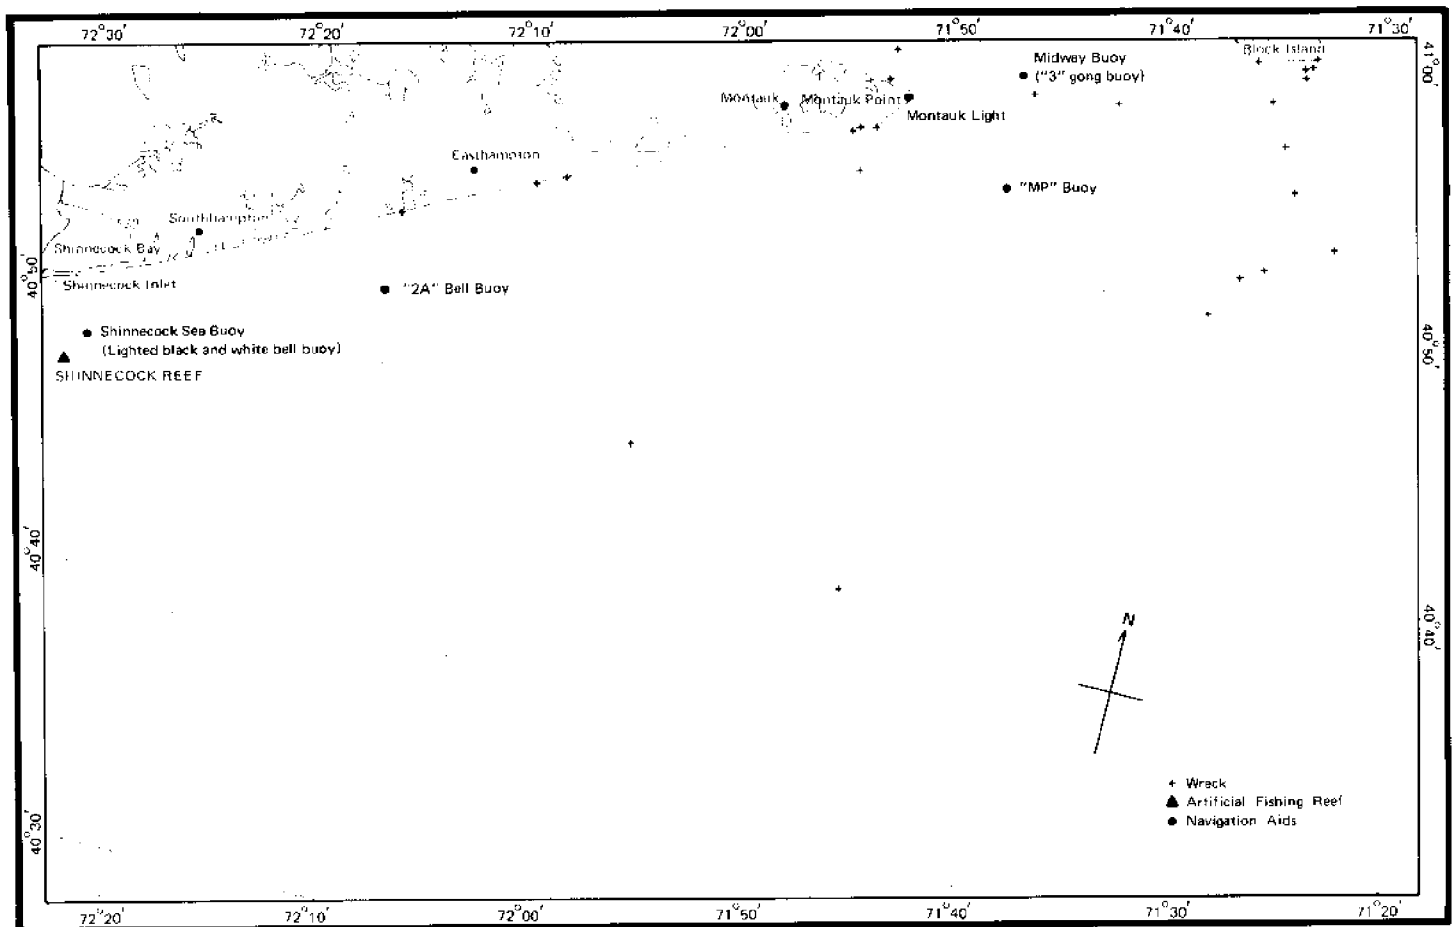 72°30′ 72°20′ 72°10′ 72°00′ 71°50′ 71°40′ 71°30′
41°00′
Block Island
Midway Buoy
("3" gong buoy)
Montauk
Montauk Point
Montauk Light
Easthampton
"MP" Buoy
Southhampton
Shinnecock Bay
Shinnecock Inlet
40°50′
"2A" Bell Buoy
Shinnecock Sea Buoy
(Lighted black and white bell buoy)
SHINNECOCK REEF
40°50′
40°40′
40°40′
N
+ Wreck
▲ Artificial Fishing Reef
● Navigation Aids
40°30′
72°20′ 72°10′ 72°00′ 71°50′ 71°40′ 71°30′ 71°20′